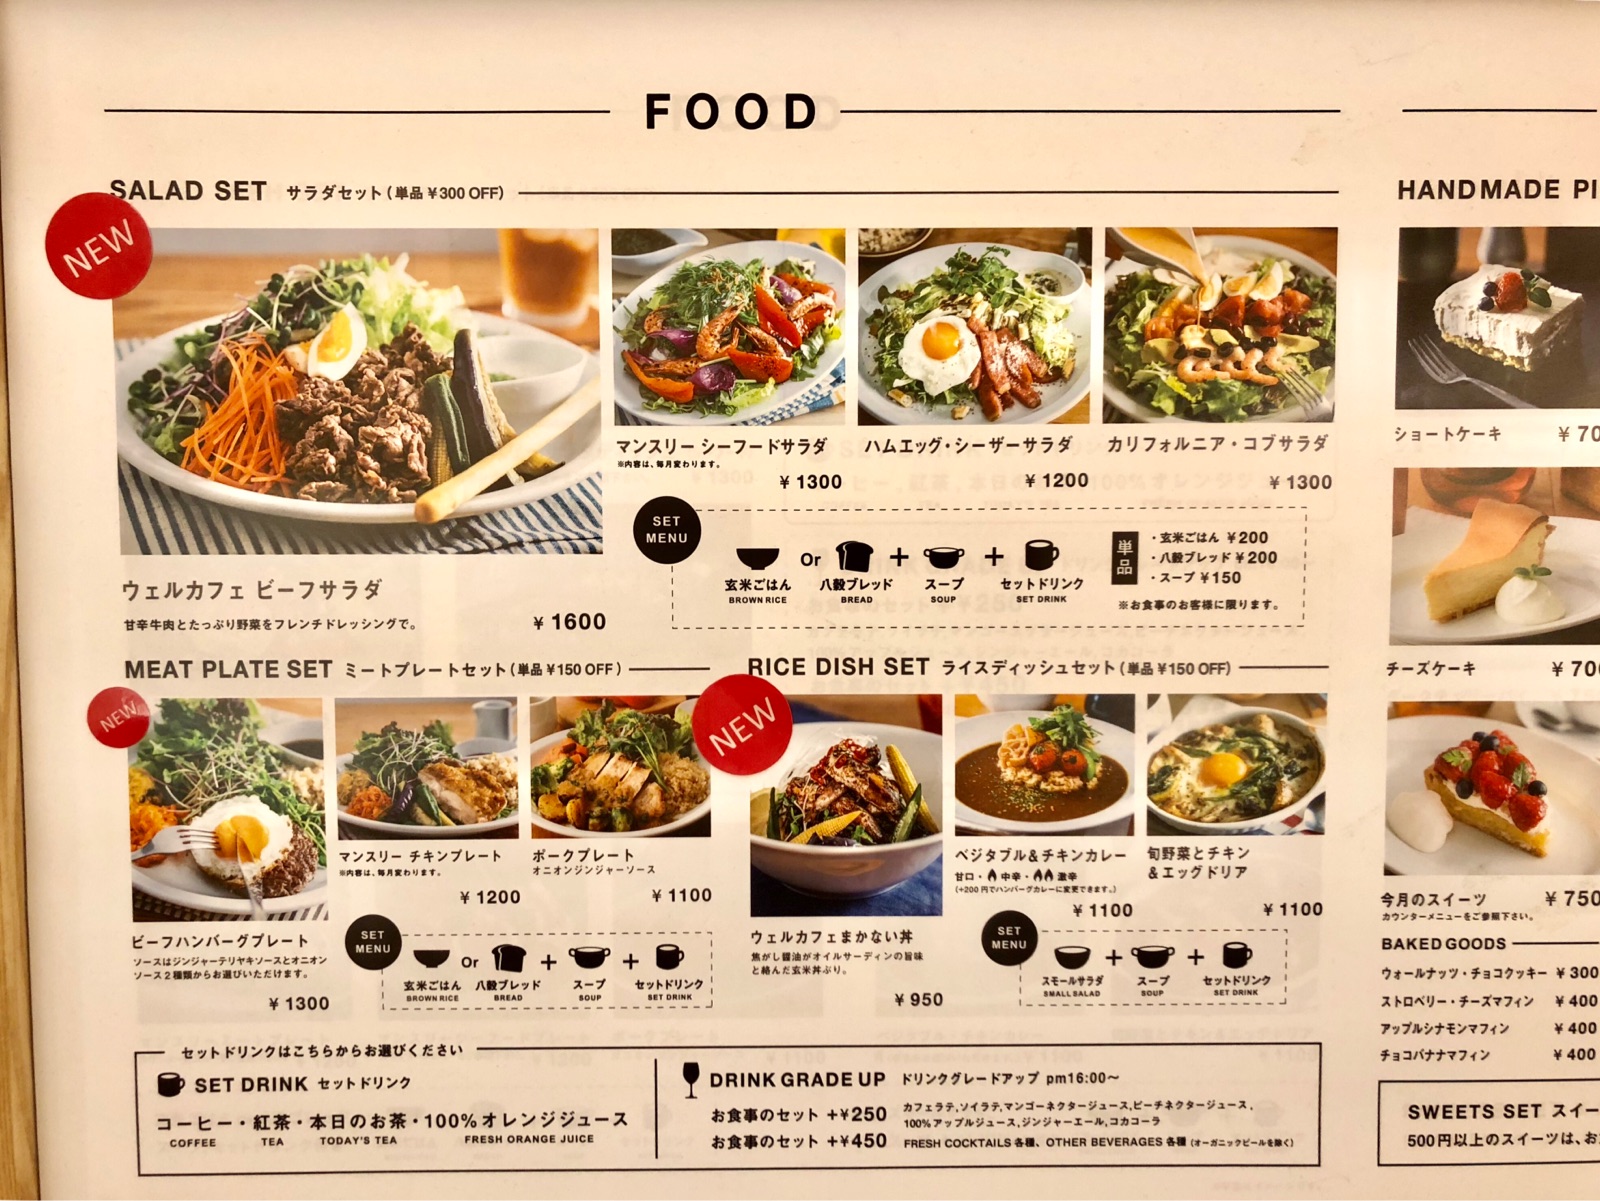 FOOD
SALAD SET サラダセット(単品¥300 OFF)
NEW
ウェルカフェ ビーフサラダ
甘辛牛肉とたっぷり野菜をフレンチドレッシングで。
¥1600
マンスリー シーフードサラダ
※内容は、毎月変わります。
¥1300
ハムエッグ・シーザーサラダ
¥1200
カリフォルニア・コブサラダ
¥1300
SET MENU
玄米ごはん Or 八穀ブレッド + スープ + セットドリンク
BROWN RICE BREAD SOUP SET DRINK
単品
・玄米ごはん ¥200
・八穀ブレッド ¥200
・スープ ¥150
※お食事のお客様に限ります。
MEAT PLATE SET ミートプレートセット(単品¥150 OFF)
NEW
ビーフハンバーグプレート
ソースはジンジャーテリヤキソースとオニオン
ソース2種類からお選びいただけます。
¥1300
マンスリー チキンプレート
※内容は、毎月変わります。
¥1200
ポークプレート
オニオンジンジャーソース
¥1100
SET MENU
玄米ごはん Or 八穀ブレッド + スープ + セットドリンク
BROWN RICE BREAD SOUP SET DRINK
RICE DISH SET ライスディッシュセット(単品¥150 OFF)
NEW
ウェルカフェまかない丼
焦がし醤油がオイルサーディンの旨味
と絡んだ玄米丼ぶり。
¥950
ベジタブル&チキンカレー
甘口・中辛・激辛
(+200円でハンバーグカレーに変更できます。)
¥1100
旬野菜とチキン
&エッグドリア
¥1100
SET MENU
スモールサラダ + スープ + セットドリンク
SMALL SALAD SOUP SET DRINK
セットドリンクはこちらからお選びください
SET DRINK セットドリンク
コーヒー・紅茶・本日のお茶・100%オレンジジュース
COFFEE TEA TODAY'S TEA FRESH ORANGE JUICE
DRINK GRADE UP ドリンクグレードアップ pm16:00〜
お食事のセット +¥250 カフェラテ,ソイラテ,マンゴーネクタージュース,ピーチネクタージュース,
100%アップルジュース,ジンジャーエール,コカコーラ
お食事のセット +¥450 FRESH COCKTAILS 各種、OTHER BEVERAGES 各種 (オーガニックビールを除く)
HANDMADE PI
ショートケーキ ¥70
チーズケーキ ¥700
今月のスイーツ ¥750
カウンターメニューをご参照下さい。
BAKED GOODS
ウォールナッツ・チョコクッキー ¥300
ストロベリー・チーズマフィン ¥400
アップルシナモンマフィン ¥400
チョコバナナマフィン ¥400
SWEETS SET スイー
500円以上のスイーツは、お